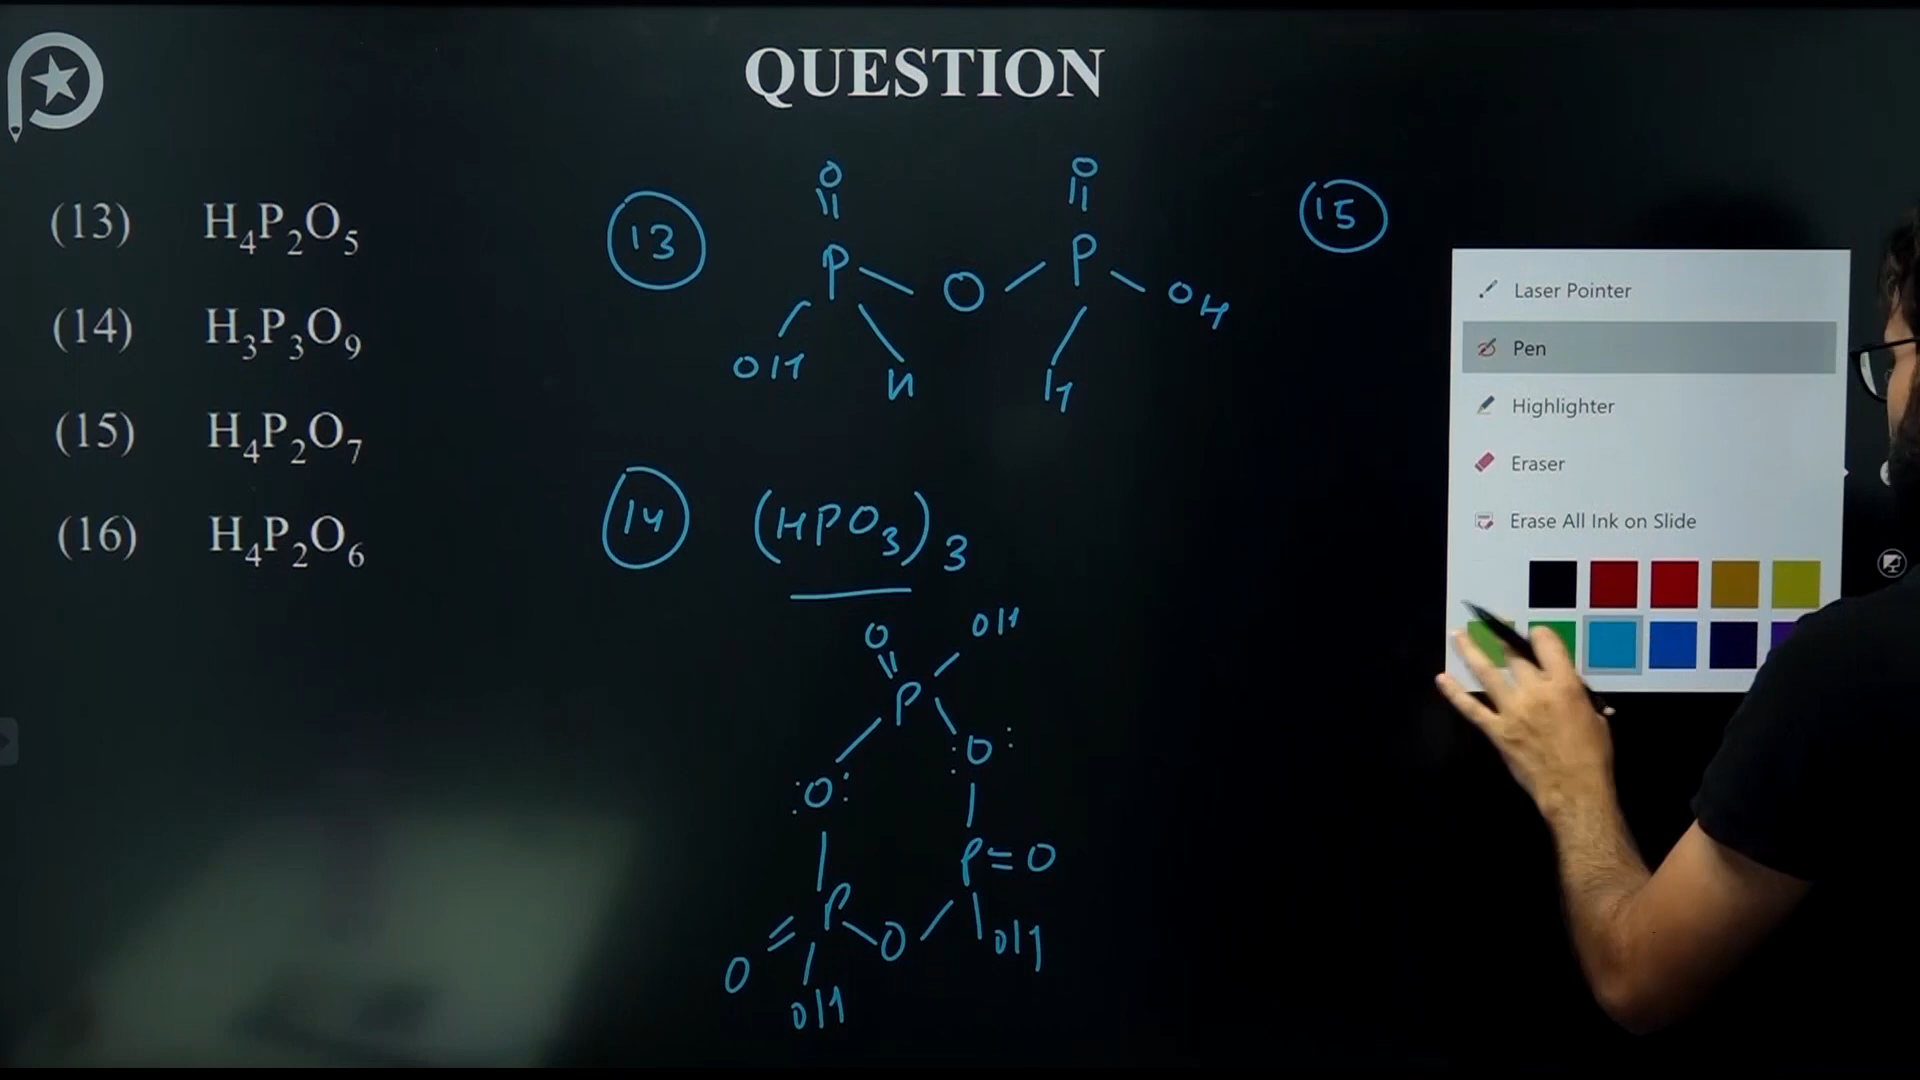 QUESTION
(13) H₄P₂O₅
(14) H₃P₃O₉
(15) H₄P₂O₇
(16) H₄P₂O₆
13
O O
P O P OH
OH H H
14 (HPO₃)₃
O OH
P
:O:
:O:
P=O
P O OH
O
OH
15
Laser Pointer
Pen
Highlighter
Eraser
Erase All Ink on Slide